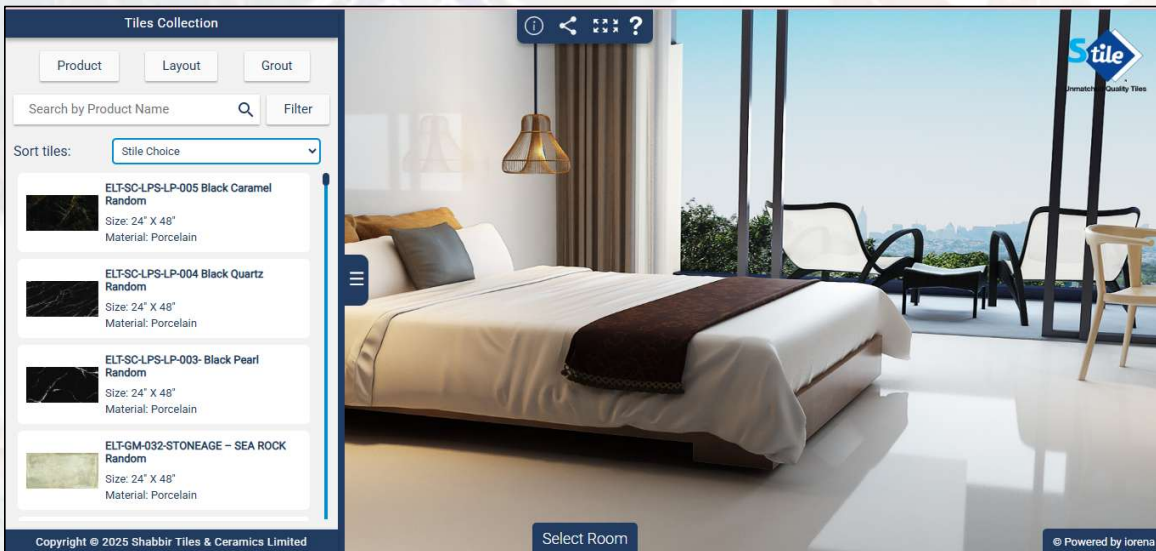 Tiles Collection
Product
Layout
Grout
Search by Product Name
Filter
Sort tiles:
Stile Choice
ELT-SC-LPS-LP-005 Black Caramel
Random
Size: 24" X 48"
Material: Porcelain
ELT-SC-LPS-LP-004 Black Quartz
Random
Size: 24" X 48"
Material: Porcelain
ELT-SC-LPS-LP-003- Black Pearl
Random
Size: 24" X 48"
Material: Porcelain
ELT-GM-032-STONEAGE – SEA ROCK
Random
Size: 24" X 48"
Material: Porcelain
Copyright © 2025 Shabbir Tiles & Ceramics Limited
?
Stile
Quality Tiles
Select Room
© Powered by iorena